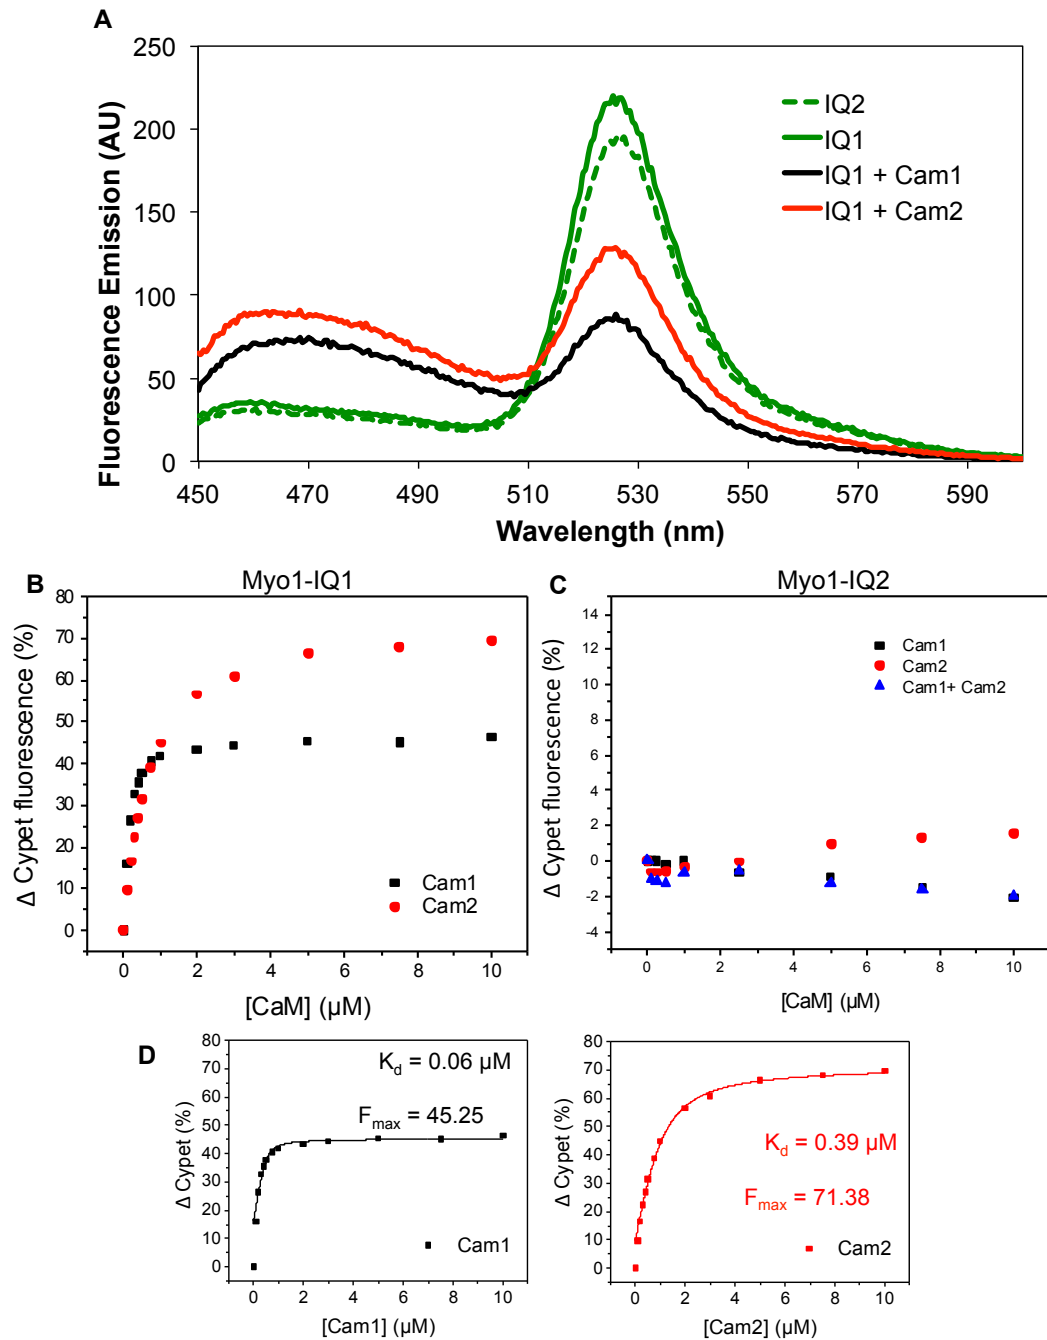 A
250
200
150
100
50
0
Fluorescence Emission (AU)
IQ2
IQ1
IQ1 + Cam1
IQ1 + Cam2
450 470 490 510 530 550 570 590
Wavelength (nm)
B
Myo1-IQ1
80
70
60
50
40
30
20
10
0
Δ Cypet fluorescence (%)
Cam1
Cam2
0 2 4 6 8 10
[CaM] (µM)
C
Myo1-IQ2
14
12
10
8
6
4
2
0
-2
-4
Δ Cypet fluorescence (%)
Cam1
Cam2
Cam1+ Cam2
0 2 4 6 8 10
[CaM] (µM)
D
80
70
60
50
40
30
20
10
0
Δ Cypet (%)
Kd = 0.06 µM
Fmax = 45.25
Cam1
0 2 4 6 8 10
[Cam1] (µM)
80
70
60
50
40
30
20
10
0
Δ Cypet (%)
Kd = 0.39 µM
Fmax = 71.38
Cam2
0 2 4 6 8 10
[Cam2] (µM)